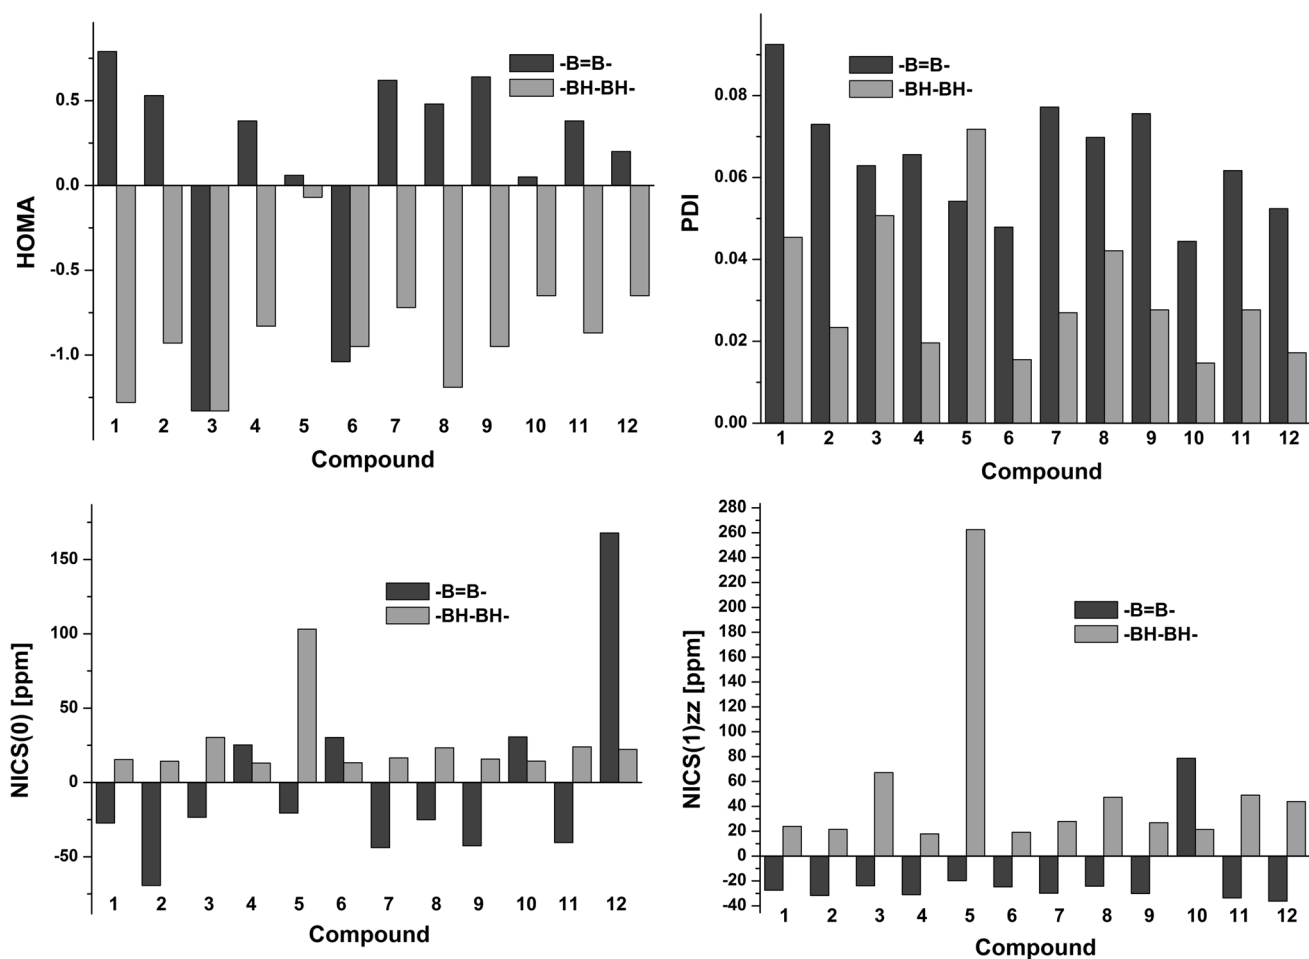 0.5
0.0
-0.5
-1.0
HOMA
-B=B-
-BH-BH-
1 2 3 4 5 6 7 8 9 10 11 12
Compound
0.08
0.06
0.04
0.02
0.00
PDI
-B=B-
-BH-BH-
1 2 3 4 5 6 7 8 9 10 11 12
Compound
150
100
50
0
-50
NICS(0) [ppm]
-B=B-
-BH-BH-
1 2 3 4 5 6 7 8 9 10 11 12
Compound
280
260
240
220
200
180
160
140
120
100
80
60
40
20
0
-20
-40
NICS(1)zz [ppm]
-B=B-
-BH-BH-
1 2 3 4 5 6 7 8 9 10 11 12
Compound